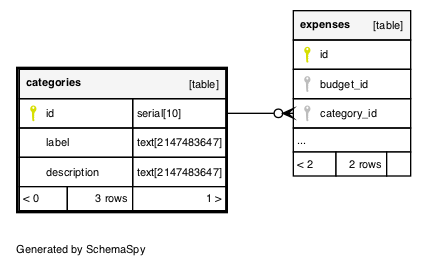 categories [table]
id serial[10]
label text[2147483647]
description text[2147483647]
< 0 3 rows 1 >
expenses [table]
id
budget_id
category_id
...
< 2 2 rows
Generated by SchemaSpy